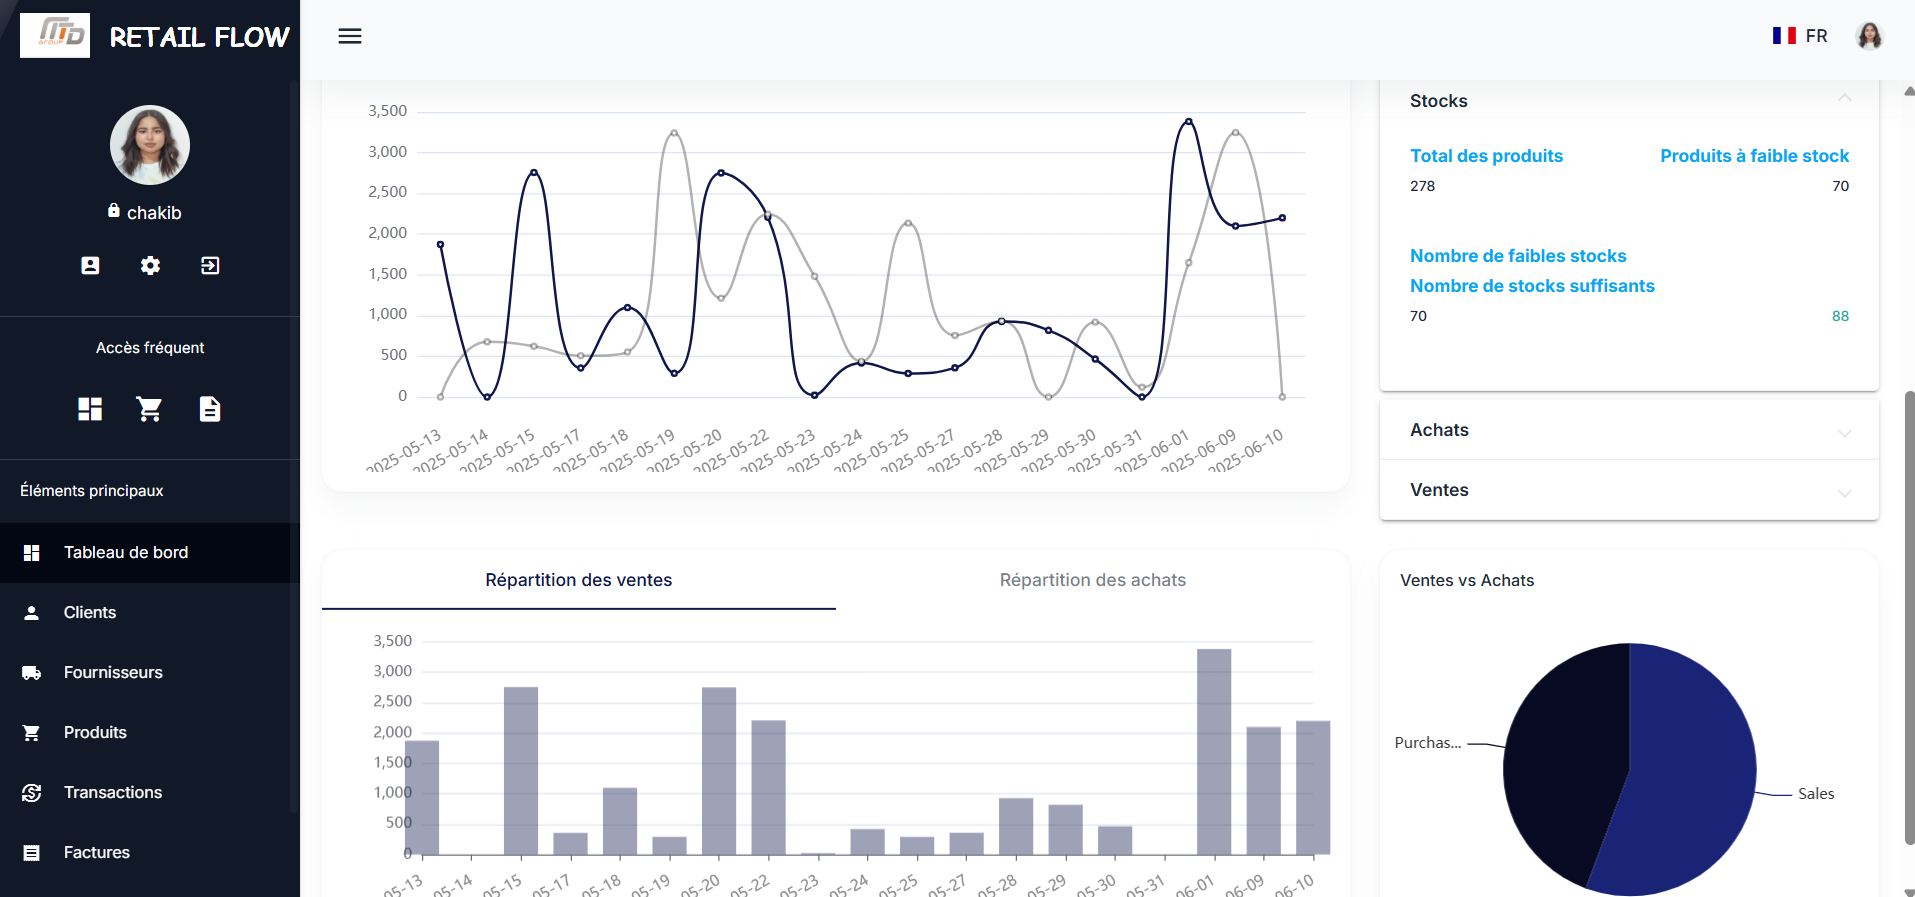 MTD
GROUP
RETAIL FLOW
FR
chakib
Accès fréquent
Éléments principaux
Tableau de bord
Clients
Fournisseurs
Produits
Transactions
Factures
3,500
3,000
2,500
2,000
1,500
1,000
500
0
2025-05-13
2025-05-14
2025-05-15
2025-05-17
2025-05-18
2025-05-19
2025-05-20
2025-05-22
2025-05-23
2025-05-24
2025-05-25
2025-05-27
2025-05-28
2025-05-29
2025-05-30
2025-05-31
2025-06-01
2025-06-09
2025-06-10
Stocks
Total des produits Produits à faible stock
278 70
Nombre de faibles stocks
Nombre de stocks suffisants
70 88
Achats
Ventes
Répartition des ventes Répartition des achats
3,500
3,000
2,500
2,000
1,500
1,000
500
0
05-13
05-14
05-15
05-17
05-18
05-19
05-20
05-22
05-23
05-24
05-25
05-27
05-28
05-29
05-30
05-31
06-01
06-09
06-10
Ventes vs Achats
Purchas...
Sales